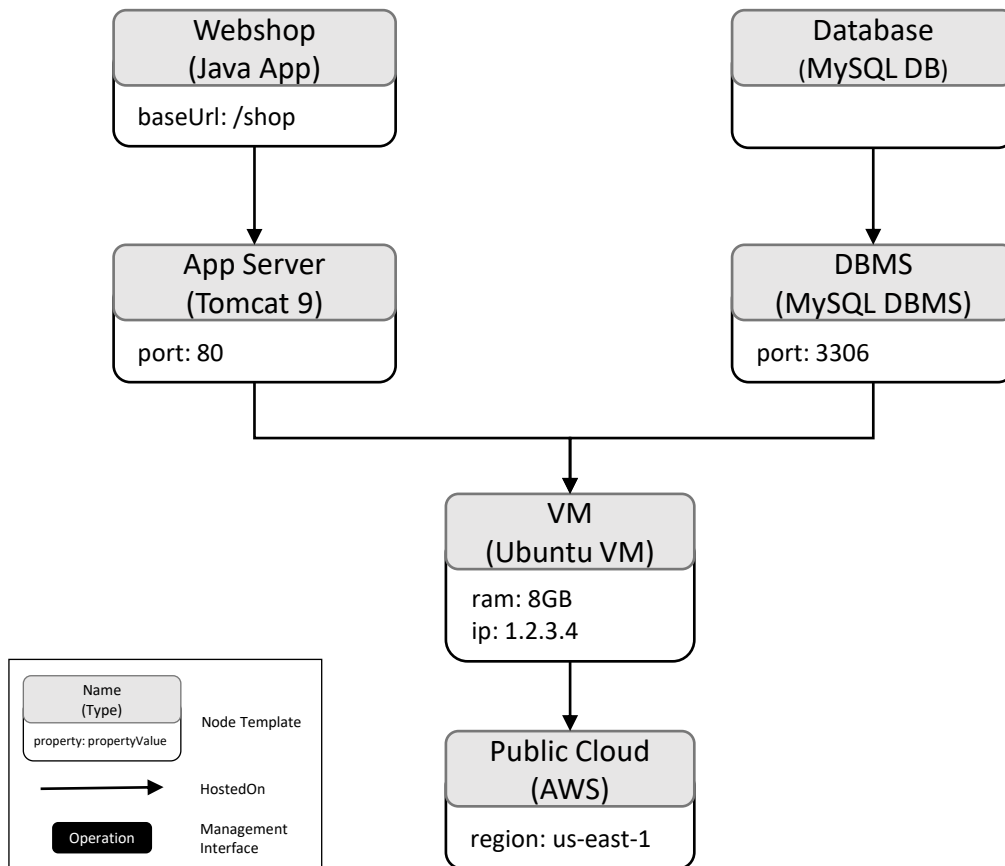 Webshop
(Java App)
baseUrl: /shop
Database
(MySQL DB)
App Server
(Tomcat 9)
port: 80
DBMS
(MySQL DBMS)
port: 3306
VM
(Ubuntu VM)
ram: 8GB
ip: 1.2.3.4
Public Cloud
(AWS)
region: us-east-1
Name
(Type)
property: propertyValue
Node Template
HostedOn
Operation
Management
Interface